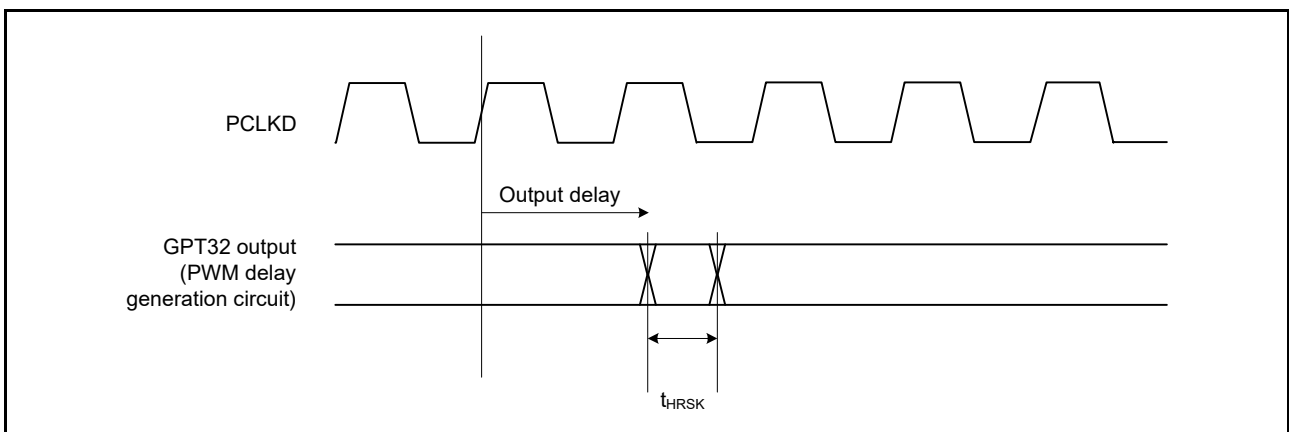 PCLKD
Output delay
GPT32 output
(PWM delay
generation circuit)
tHRSK